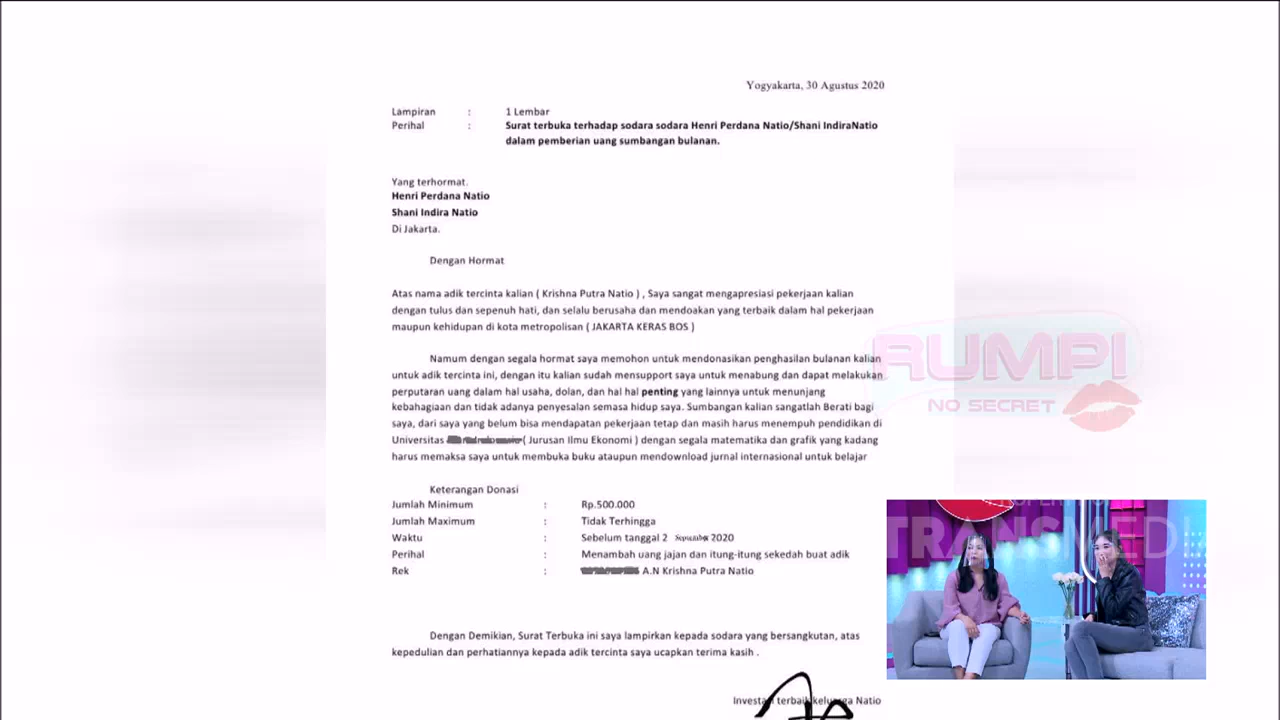 Yogyakarta, 30 Agustus 2020
Lampiran : 1 Lembar
Perihal : Surat terbuka terhadap sodara sodara Henri Perdana Natio/Shani IndiraNatio
dalam pemberian uang sumbangan bulanan.
Yang terhormat.
Henri Perdana Natio
Shani Indira Natio
Di Jakarta.
Dengan Hormat
Atas nama adik tercinta kalian ( Krishna Putra Natio ) , Saya sangat mengapresiasi pekerjaan kalian
dengan tulus dan sepenuh hati, dan selalu berusaha dan mendoakan yang terbaik dalam hal pekerjaan
maupun kehidupan di kota metropolisan ( JAKARTA KERAS BOS )
Namum dengan segala hormat saya memohon untuk mendonasikan penghasilan bulanan kalian
untuk adik tercinta ini, dengan itu kalian sudah mensupport saya untuk menabung dan dapat melakukan
perputaran uang dalam hal usaha, dolan, dan hal hal penting yang lainnya untuk menunjang
kebahagiaan dan tidak adanya penyesalan semasa hidup saya. Sumbangan kalian sangatlah Berati bagi
saya, dari saya yang belum bisa mendapatan pekerjaan tetap dan masih harus menempuh pendidikan di
Universitas ( Jurusan Ilmu Ekonomi ) dengan segala matematika dan grafik yang kadang
harus memaksa saya untuk membuka buku ataupun mendownload jurnal internasional untuk belajar
Keterangan Donasi
Jumlah Minimum : Rp.500.000
Jumlah Maximum : Tidak Terhingga
Waktu : Sebelum tanggal 2 September 2020
Perihal : Menambah uang jajan dan itung-itung sekedah buat adik
Rek : A.N Krishna Putra Natio
Dengan Demikian, Surat Terbuka ini saya lampirkan kepada sodara yang bersangkutan, atas
kepedulian dan perhatiannya kepada adik tercinta saya ucapkan terima kasih .
Investasi terbaik keluarga Natio
RUMPI
NO SECRET
TRANSMEDI